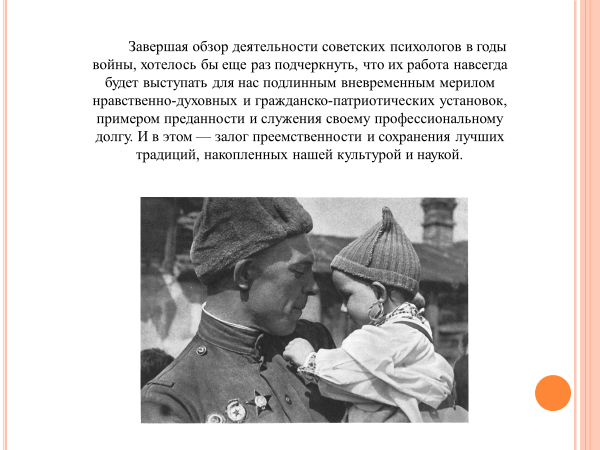 Завершая обзор деятельности советских психологов в годы
войны, хотелось бы еще раз подчеркнуть, что их работа навсегда
будет выступать для нас подлинным вневременным мерилом
нравственно-духовных и гражданско-патриотических установок,
примером преданности и служения своему профессиональному
долгу. И в этом — залог преемственности и сохранения лучших
традиций, накопленных нашей культурой и наукой.